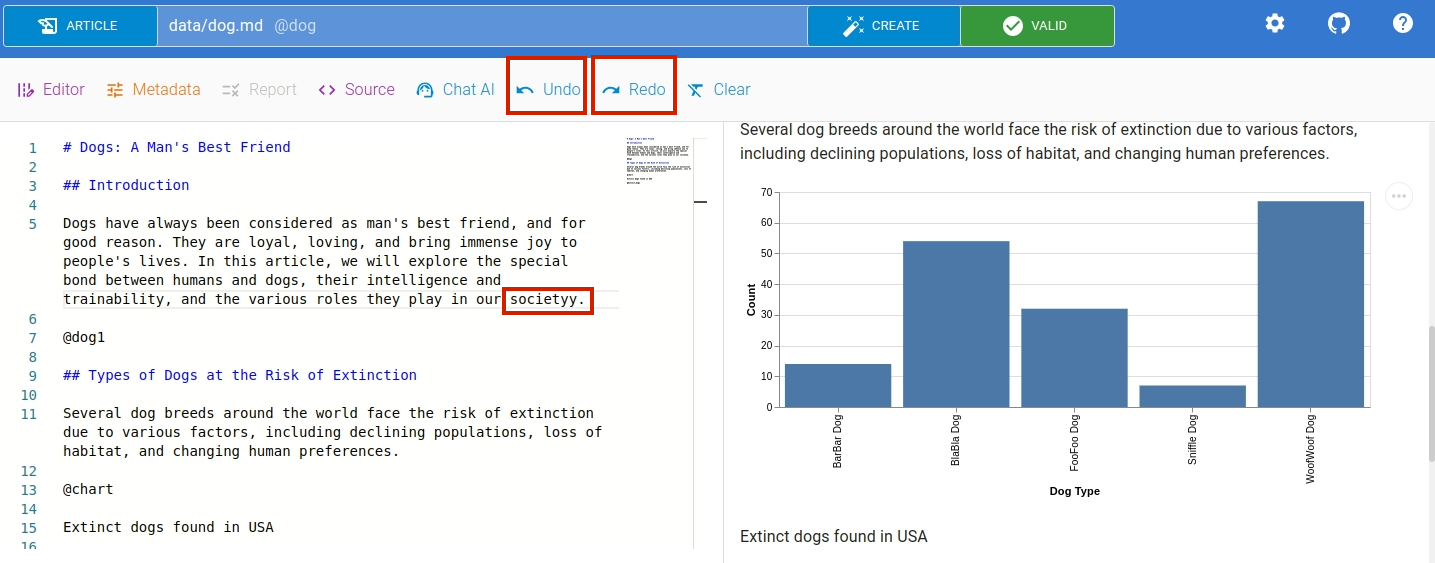 ARTICLE data/dog.md @dog CREATE VALID
Editor Metadata Report Source Chat AI Undo Redo Clear
1 # Dogs: A Man's Best Friend
2
3 ## Introduction
4
5 Dogs have always been considered as man's best friend, and for
good reason. They are loyal, loving, and bring immense joy to
people's lives. In this article, we will explore the special
bond between humans and dogs, their intelligence and
trainability, and the various roles they play in our societyy.
6
7 @dog1
8
9 ## Types of Dogs at the Risk of Extinction
10
11 Several dog breeds around the world face the risk of extinction
due to various factors, including declining populations, loss of
habitat, and changing human preferences.
12
13 @chart
14
15 Extinct dogs found in USA
16
Several dog breeds around the world face the risk of extinction due to various factors,
including declining populations, loss of habitat, and changing human preferences.
70
60
50
40
30
20
10
0
Count
BarBar Dog
BlaBla Dog
FooFoo Dog
Sniffle Dog
WoofWoof Dog
Dog Type
Extinct dogs found in USA